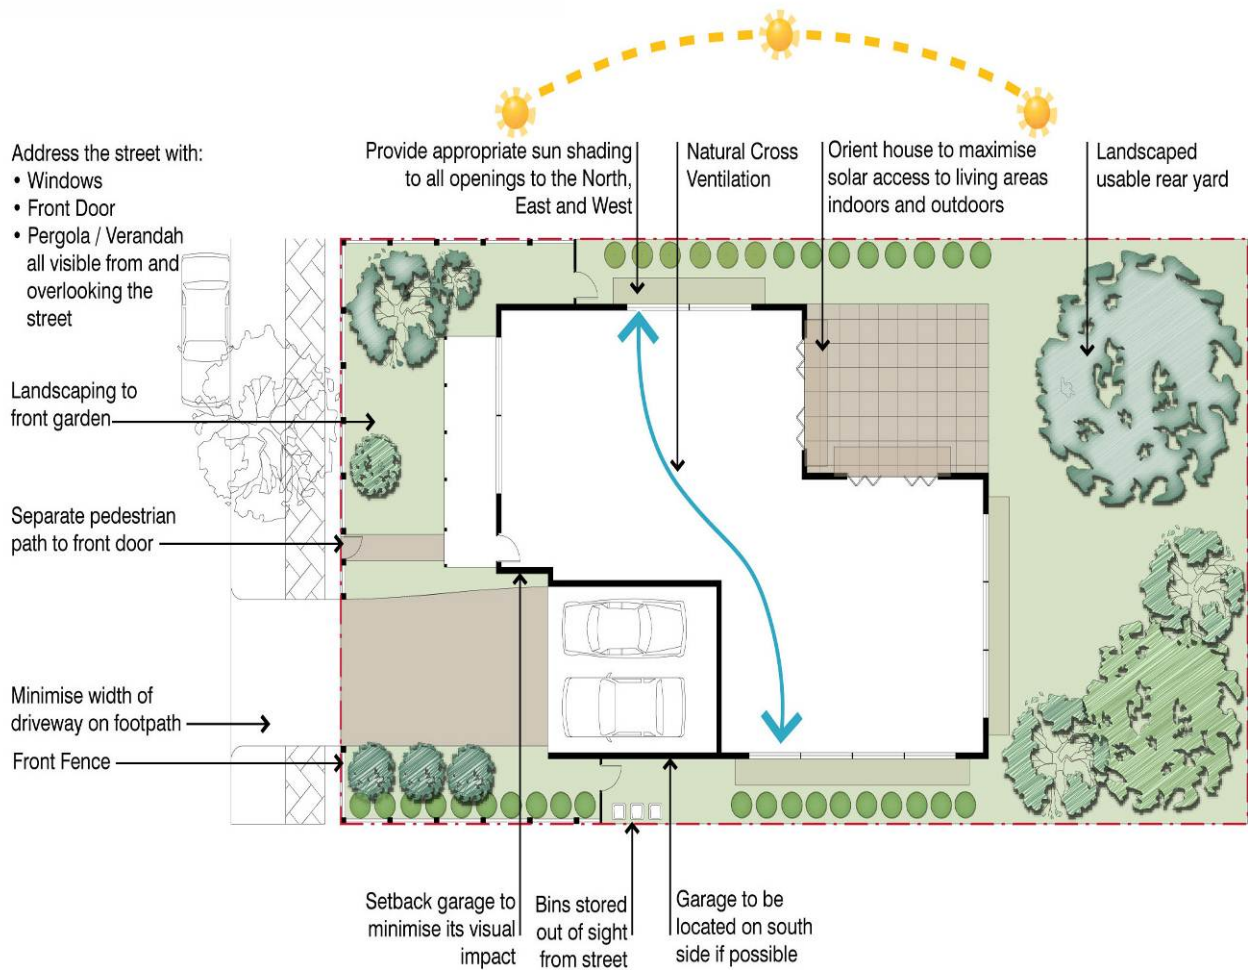 Address the street with:
• Windows
• Front Door
• Pergola / Verandah
all visible from and
overlooking the
street
Provide appropriate sun shading
to all openings to the North,
East and West
Natural Cross
Ventilation
Orient house to maximise
solar access to living areas
indoors and outdoors
Landscaped
usable rear yard
Landscaping to
front garden
Separate pedestrian
path to front door
Minimise width of
driveway on footpath
Front Fence
Setback garage to
minimise its visual
impact
Bins stored
out of sight
from street
Garage to be
located on south
side if possible